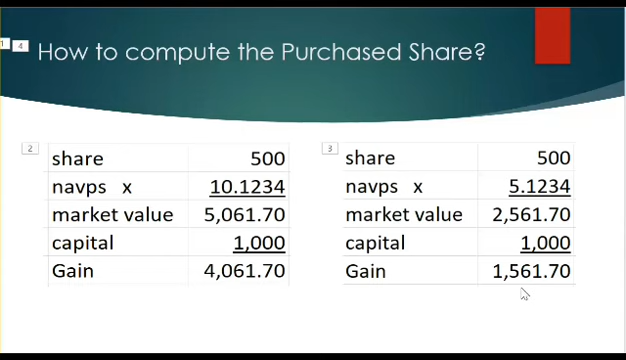 1 4
How to compute the Purchased Share?
2
share 500
navps x 10.1234
market value 5,061.70
capital 1,000
Gain 4,061.70
3
share 500
navps x 5.1234
market value 2,561.70
capital 1,000
Gain 1,561.70